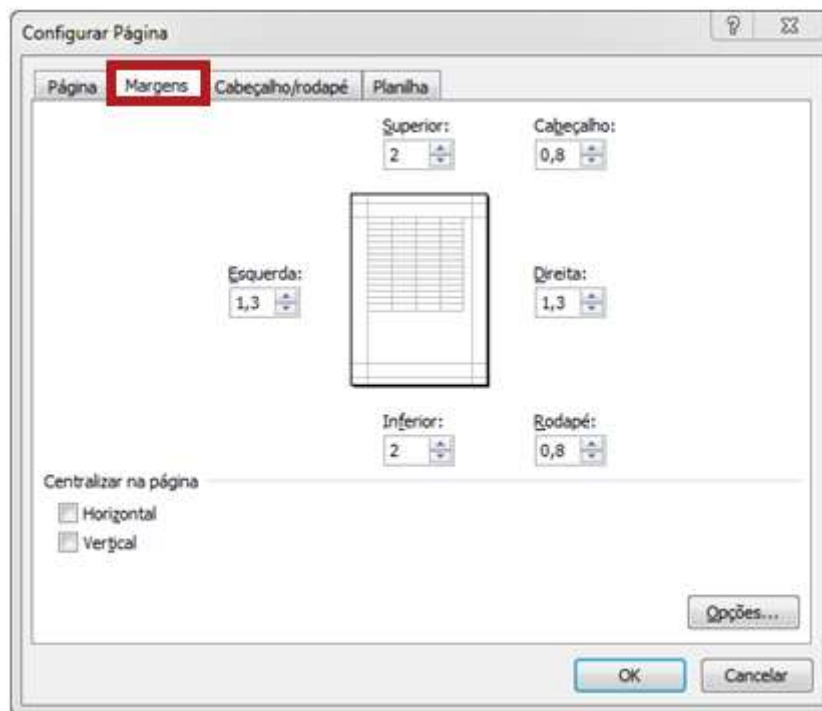 Configurar Página
Página Margens Cabeçalho/rodapé Planilha
Superior: Cabeçalho:
2 0,8
Esquerda: Direita:
1,3 1,3
Inferior: Rodapé:
2 0,8
Centralizar na página
Horizontal
Vertical
Opções...
OK Cancelar